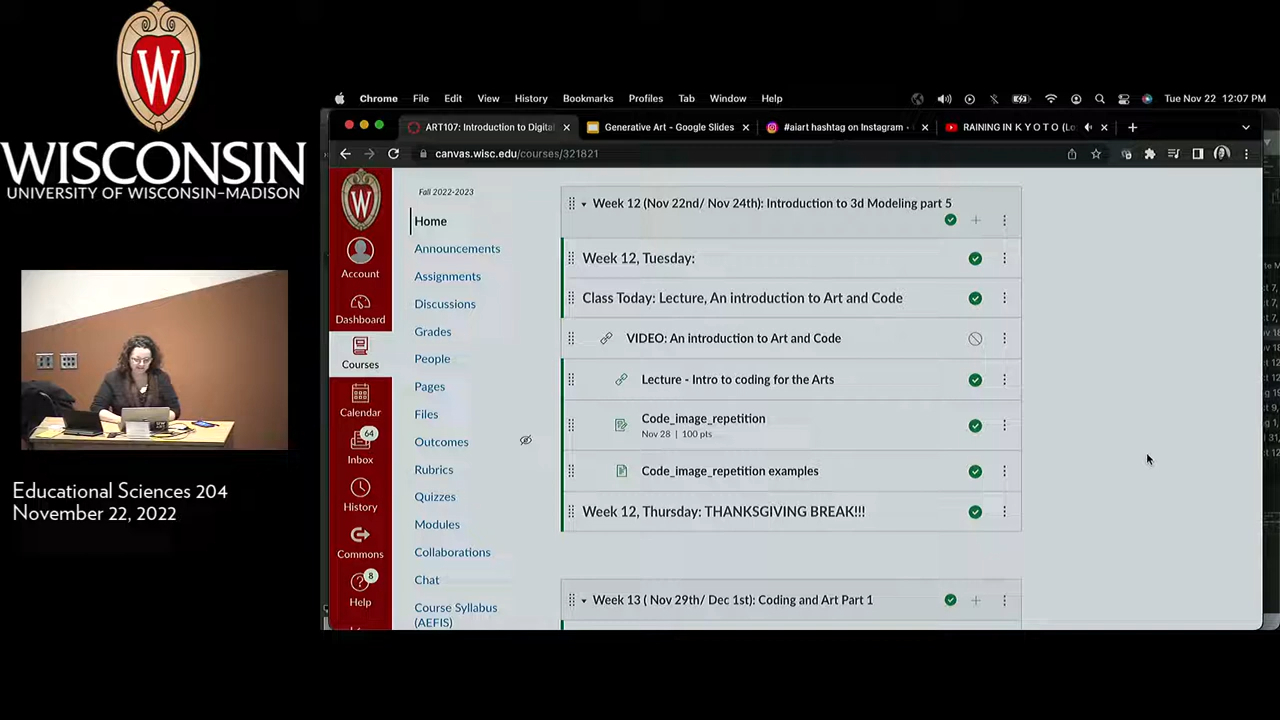 W
WISCONSIN
UNIVERSITY OF WISCONSIN–MADISON
Educational Sciences 204
November 22, 2022
Chrome File Edit View History Bookmarks Profiles Tab Window Help Tue Nov 22 12:07 PM
ART107: Introduction to Digital Generative Art - Google Slides #aiart hashtag on Instagram • RAINING IN K Y O T O (Lo
canvas.wisc.edu/courses/321821
W
Account
Dashboard
Courses
Calendar
64
Inbox
History
Commons
8
Help
Fall 2022-2023
Home
Announcements
Assignments
Discussions
Grades
People
Pages
Files
Outcomes
Rubrics
Quizzes
Modules
Collaborations
Chat
Course Syllabus
(AEFIS)
Week 12 (Nov 22nd/ Nov 24th): Introduction to 3d Modeling part 5
Week 12, Tuesday:
Class Today: Lecture, An introduction to Art and Code
VIDEO: An introduction to Art and Code
Lecture - Intro to coding for the Arts
Code_image_repetition
Nov 28 | 100 pts
Code_image_repetition examples
Week 12, Thursday: THANKSGIVING BREAK!!!
Week 13 ( Nov 29th/ Dec 1st): Coding and Art Part 1